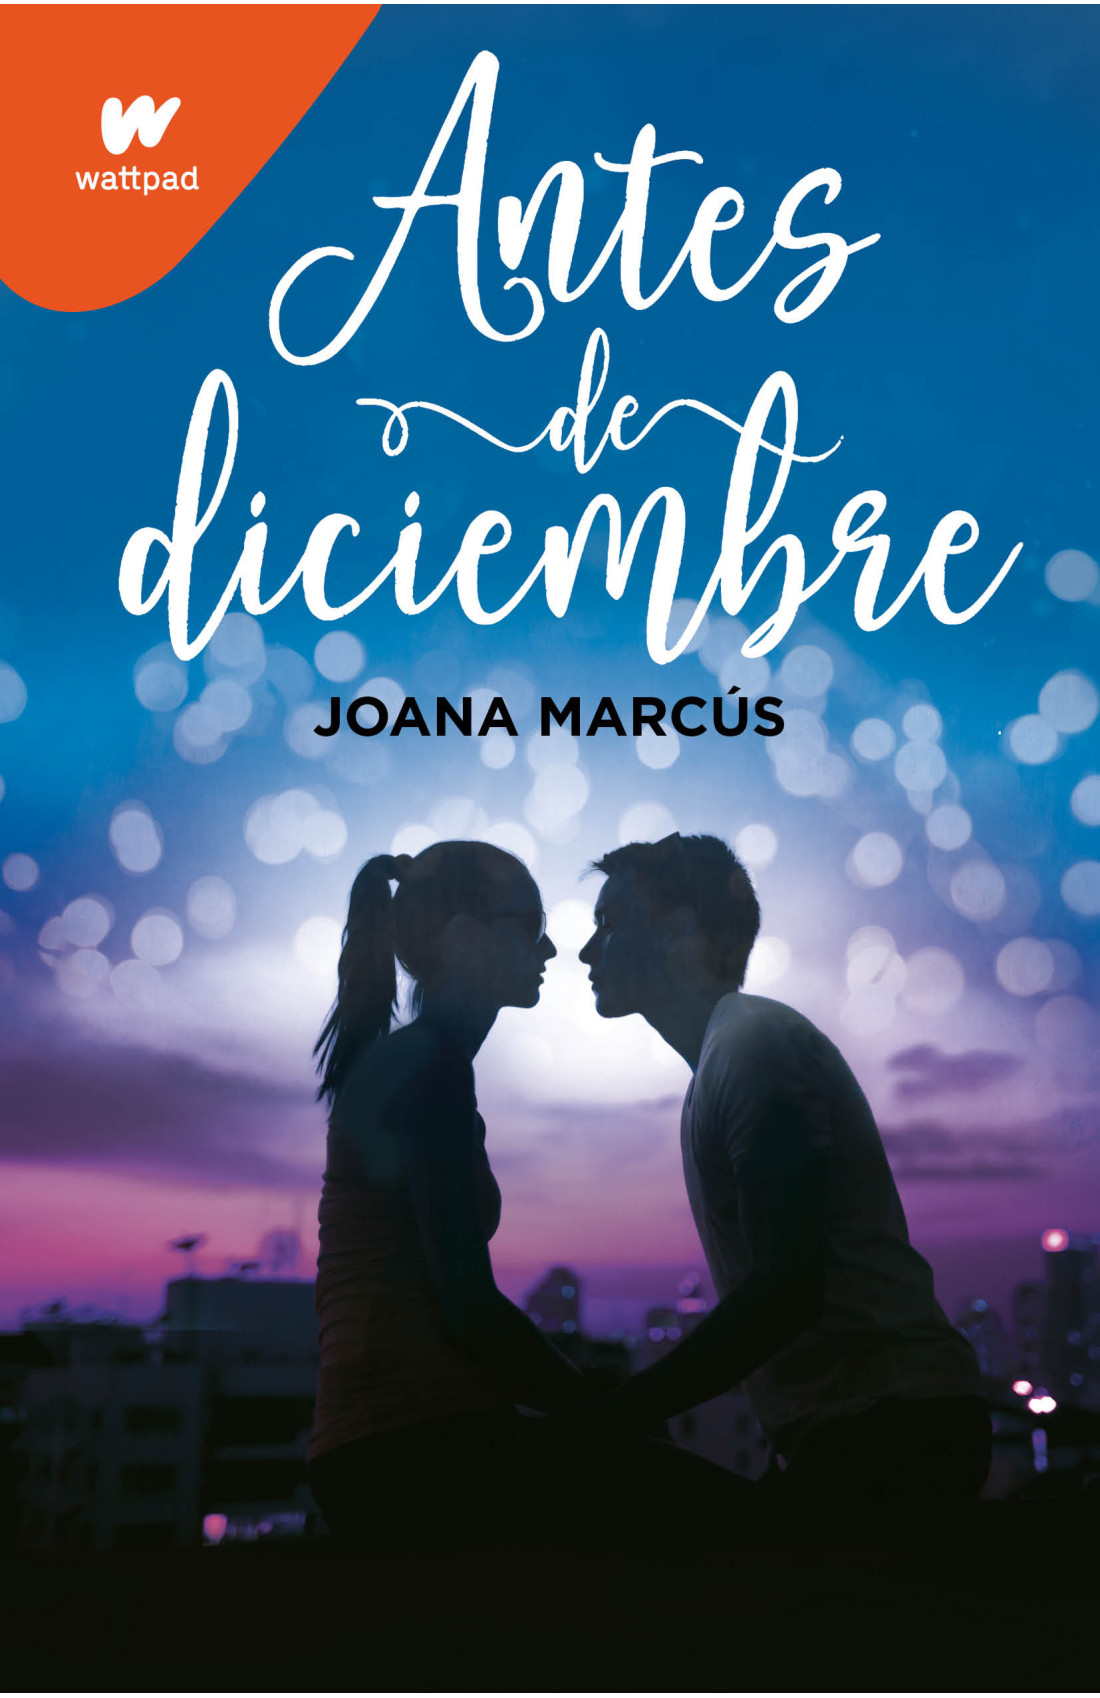 wattpad
Antes
de
diciembre
JOANA MARCÚS